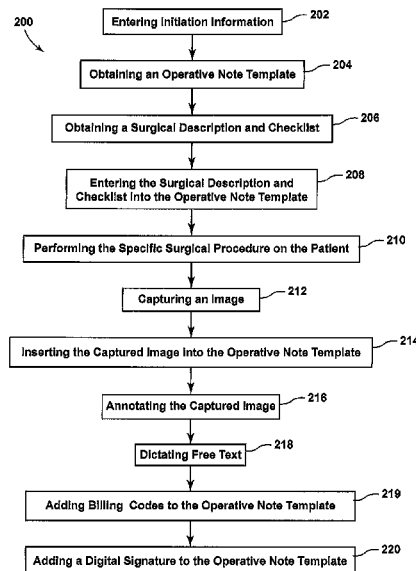 200
Entering Initiation Information
202
Obtaining an Operative Note Template
204
Obtaining a Surgical Description and Checklist
206
Entering the Surgical Description and
Checklist into the Operative Note Template
208
Performing the Specific Surgical Procedure on the Patient
210
Capturing an Image
212
Inserting the Captured Image into the Operative Note Template
214
Annotating the Captured Image
216
Dictating Free Text
218
Adding Billing Codes to the Operative Note Template
219
Adding a Digital Signature to the Operative Note Template
220